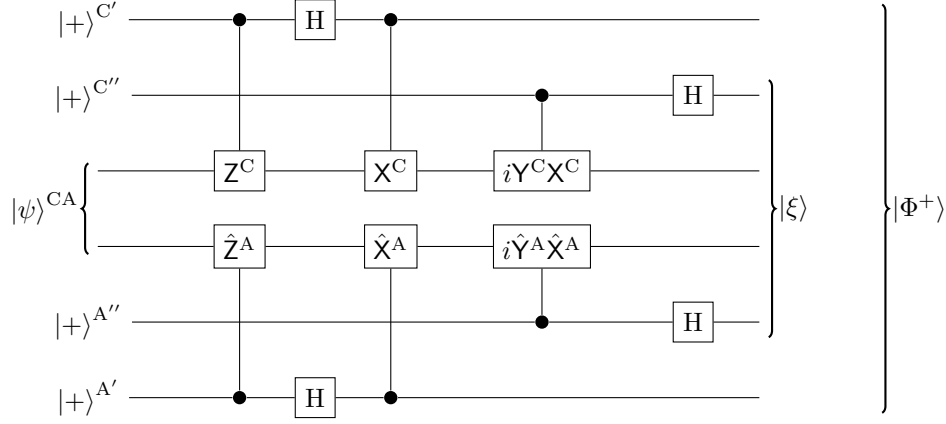 |+⟩^C′ H
|+⟩^C″ H
Z^C X^C iY^C X^C
|ψ⟩^CA |ξ⟩ |Φ^+⟩
Ẑ^A X̂^A iŶ^A X̂^A
|+⟩^A″ H
|+⟩^A′ H